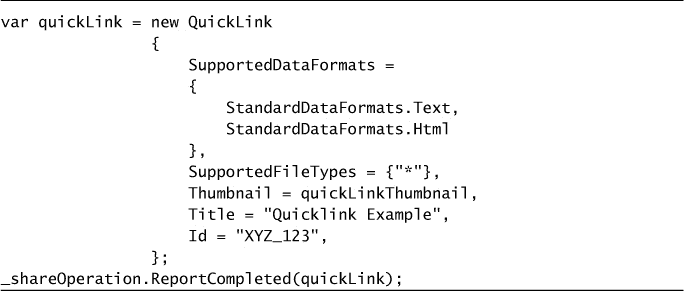 var quickLink = new QuickLink
{
SupportedDataFormats =
{
StandardDataFormats.Text,
StandardDataFormats.Html
},
SupportedFileTypes = {"*"},
Thumbnail = quickLinkThumbnail,
Title = "Quicklink Example",
Id = "XYZ_123",
};
_shareOperation.ReportCompleted(quickLink);